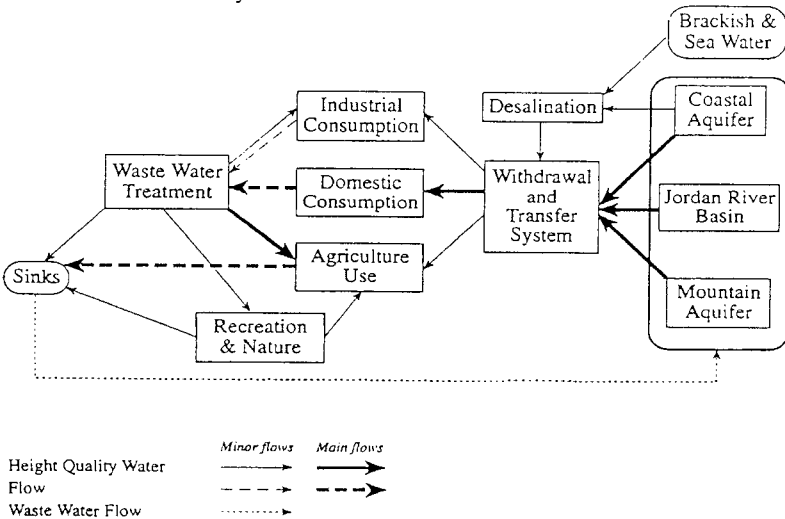 Brackish &
Sea Water
Industrial
Consumption
Desalination
Coastal
Aquifer
Waste Water
Treatment
Domestic
Consumption
Withdrawal
and
Transfer
System
Jordan River
Basin
Sinks
Agriculture
Use
Mountain
Aquifer
Recreation
& Nature
Minor flows Main flows
Height Quality Water
Flow
Waste Water Flow